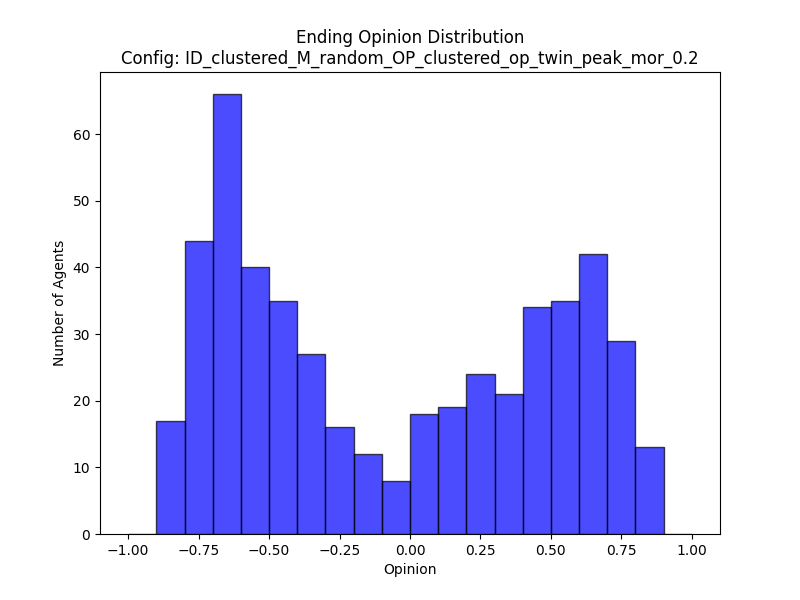 Ending Opinion Distribution
Config: ID_clustered_M_random_OP_clustered_op_twin_peak_mor_0.2
Number of Agents
60
50
40
30
20
10
0
−1.00 −0.75 −0.50 −0.25 0.00 0.25 0.50 0.75 1.00
Opinion